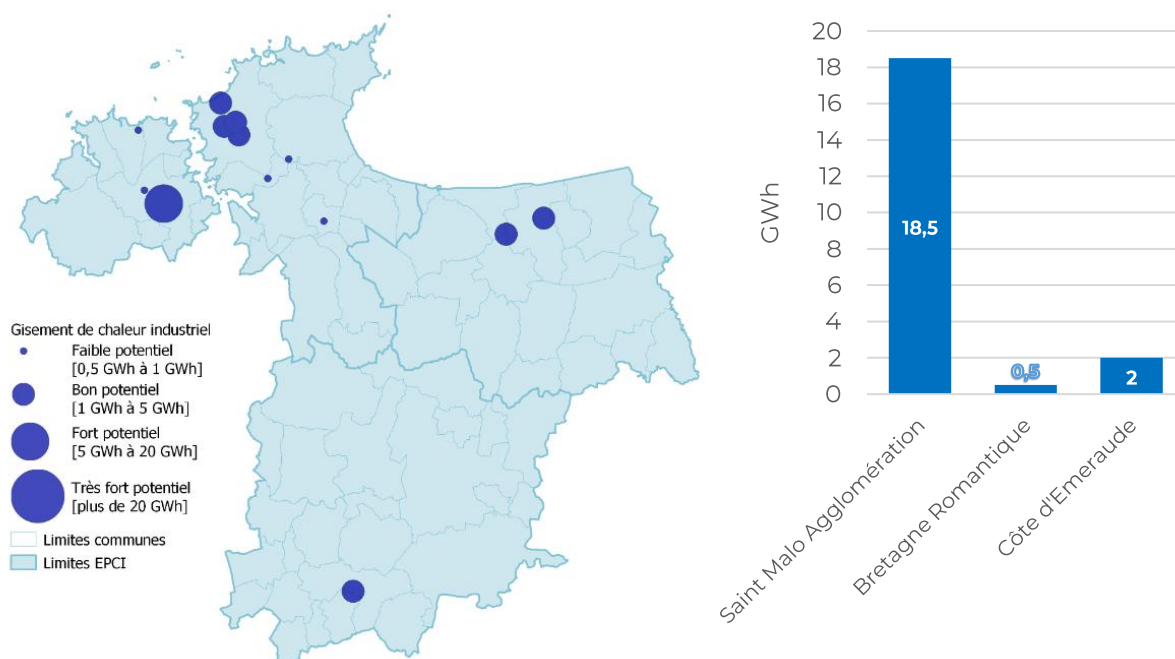 Gisement de chaleur industriel
Faible potentiel
[0,5 GWh à 1 GWh]
Bon potentiel
[1 GWh à 5 GWh]
Fort potentiel
[5 GWh à 20 GWh]
Très fort potentiel
[plus de 20 GWh]
Limites communes
Limites EPCI
GWh
20
18
16
14
12
10
8
6
4
2
0
18,5
0,5
2
Saint Malo Agglomération
Bretagne Romantique
Côte d'Emeraude